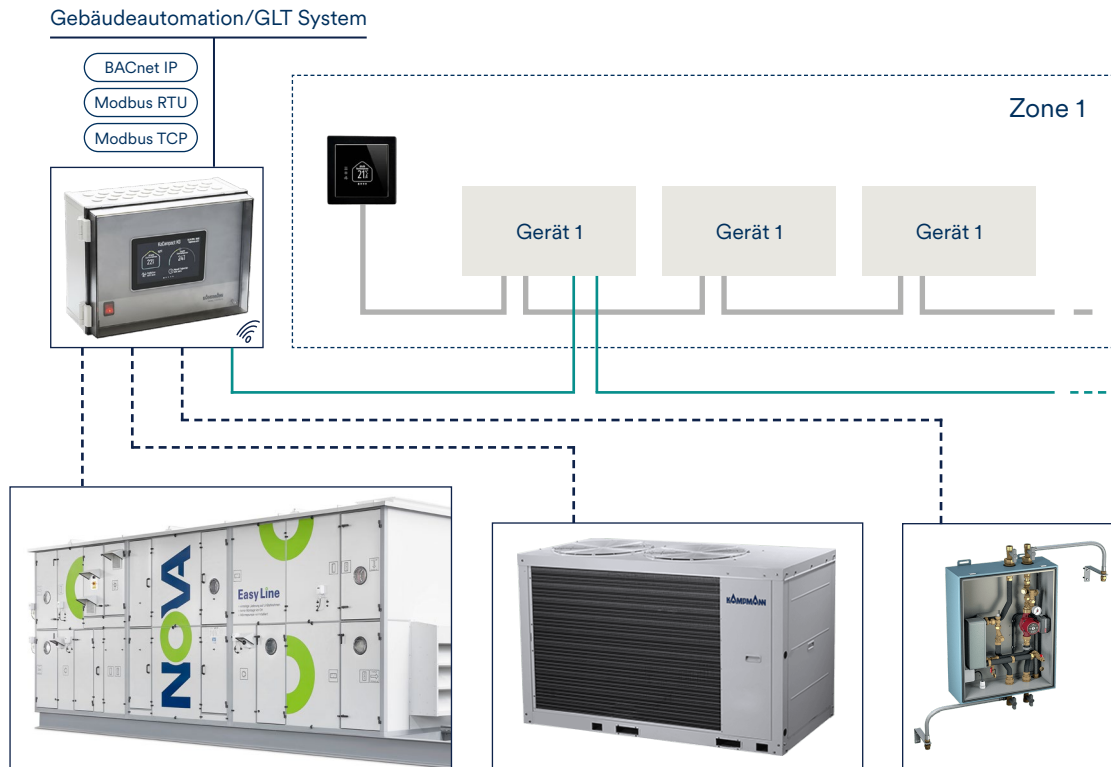 Gebäudeautomation/GLT System
BACnet IP
Modbus RTU
Modbus TCP
Zone 1
Gerät 1
Gerät 1
Gerät 1
NOVA
Easy Line
KAMPMANN